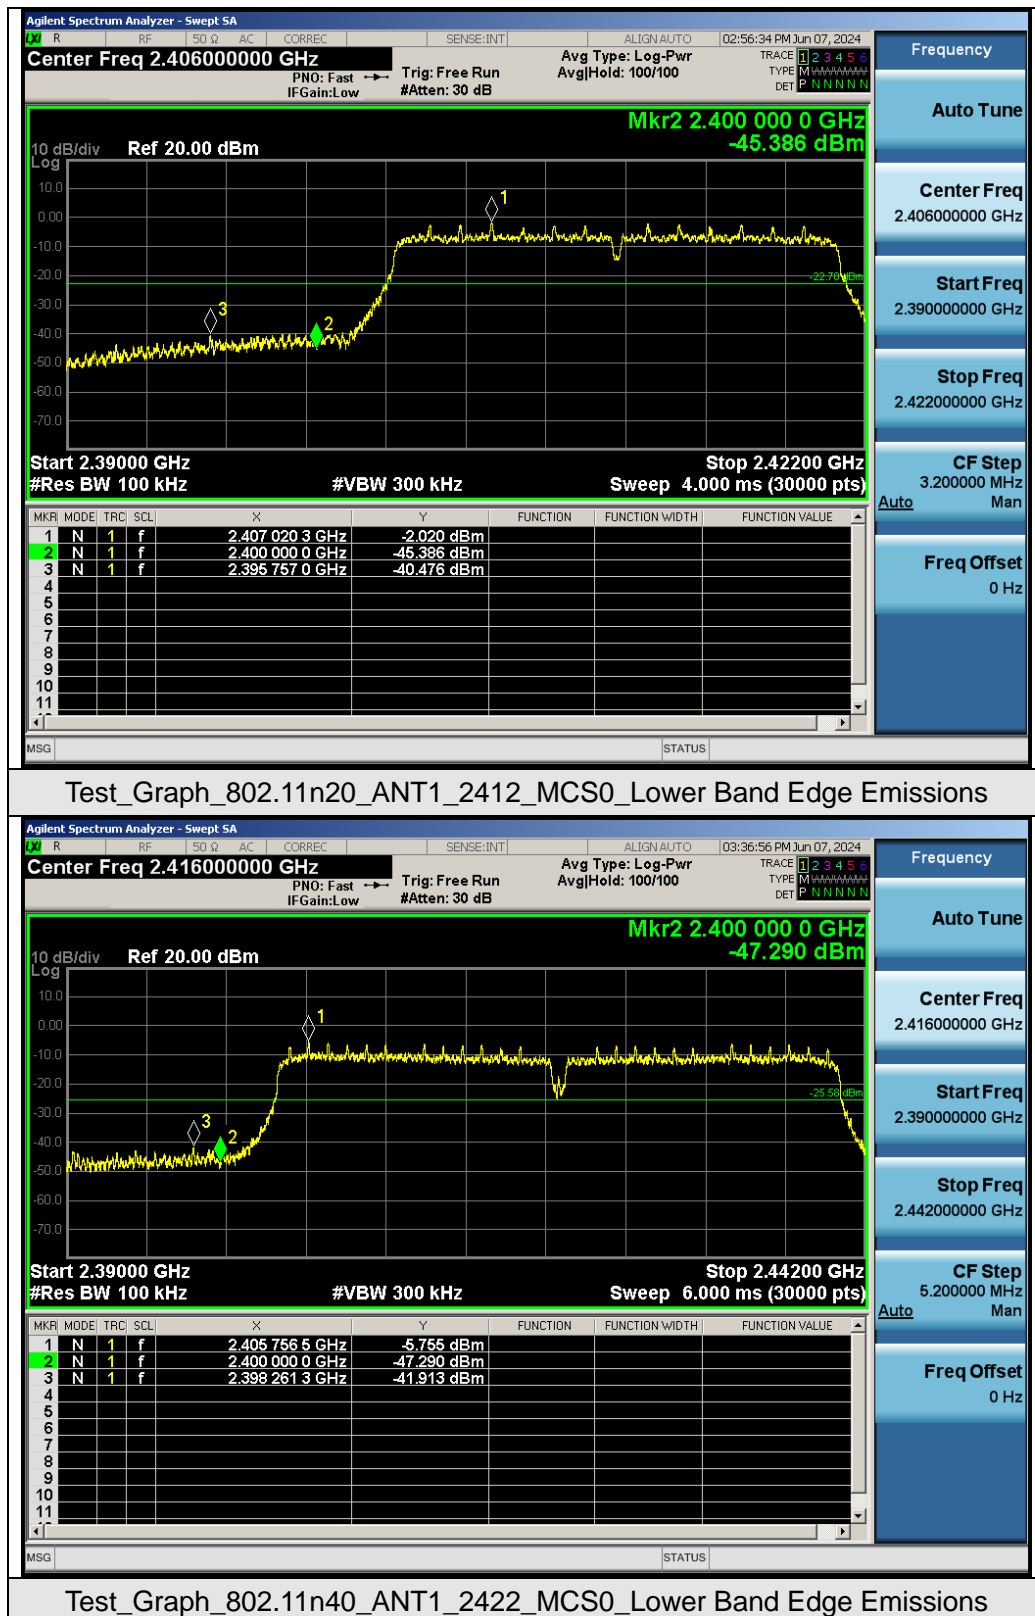 Agilent Spectrum Analyzer - Swept SA
LXI R RF 50 Ω AC CORREC SENSE:INT ALIGN AUTO 02:56:34 PM Jun 07, 2024
Center Freq 2.406000000 GHz
PNO: Fast
IFGain:Low
Trig: Free Run
#Atten: 30 dB
Avg Type: Log-Pwr
Avg|Hold: 100/100
TRACE 1 2 3 4 5 6
TYPE M WWWWW
DET P N N N N N
Mkr2 2.400 000 0 GHz
-45.386 dBm
10 dB/div Ref 20.00 dBm
Log
10.0
0.00
-10.0
-20.0
-30.0
-40.0
-50.0
-60.0
-70.0
1
2
3
-22.78 dBm
Start 2.39000 GHz Stop 2.42200 GHz
#Res BW 100 kHz #VBW 300 kHz Sweep 4.000 ms (30000 pts)
MKR MODE TRC SCL X Y FUNCTION FUNCTION WIDTH FUNCTION VALUE
1 N 1 f 2.407 020 3 GHz -2.020 dBm
2 N 1 f 2.400 000 0 GHz -45.386 dBm
3 N 1 f 2.395 757 0 GHz -40.476 dBm
4
5
6
7
8
9
10
11
MSG STATUS
Frequency
Auto Tune
Center Freq
2.406000000 GHz
Start Freq
2.390000000 GHz
Stop Freq
2.422000000 GHz
CF Step
3.200000 MHz
Auto Man
Freq Offset
0 Hz
Test_Graph_802.11n20_ANT1_2412_MCS0_Lower Band Edge Emissions
Agilent Spectrum Analyzer - Swept SA
LXI R RF 50 Ω AC CORREC SENSE:INT ALIGN AUTO 03:36:56 PM Jun 07, 2024
Center Freq 2.416000000 GHz
PNO: Fast
IFGain:Low
Trig: Free Run
#Atten: 30 dB
Avg Type: Log-Pwr
Avg|Hold: 100/100
TRACE 1 2 3 4 5 6
TYPE M WWWWW
DET P N N N N N
Mkr2 2.400 000 0 GHz
-47.290 dBm
10 dB/div Ref 20.00 dBm
Log
10.0
0.00
-10.0
-20.0
-30.0
-40.0
-50.0
-60.0
-70.0
1
2
3
-25.58 dBm
Start 2.39000 GHz Stop 2.44200 GHz
#Res BW 100 kHz #VBW 300 kHz Sweep 6.000 ms (30000 pts)
MKR MODE TRC SCL X Y FUNCTION FUNCTION WIDTH FUNCTION VALUE
1 N 1 f 2.405 756 5 GHz -5.755 dBm
2 N 1 f 2.400 000 0 GHz -47.290 dBm
3 N 1 f 2.398 261 3 GHz -41.913 dBm
4
5
6
7
8
9
10
11
MSG STATUS
Frequency
Auto Tune
Center Freq
2.416000000 GHz
Start Freq
2.390000000 GHz
Stop Freq
2.442000000 GHz
CF Step
5.200000 MHz
Auto Man
Freq Offset
0 Hz
Test_Graph_802.11n40_ANT1_2422_MCS0_Lower Band Edge Emissions